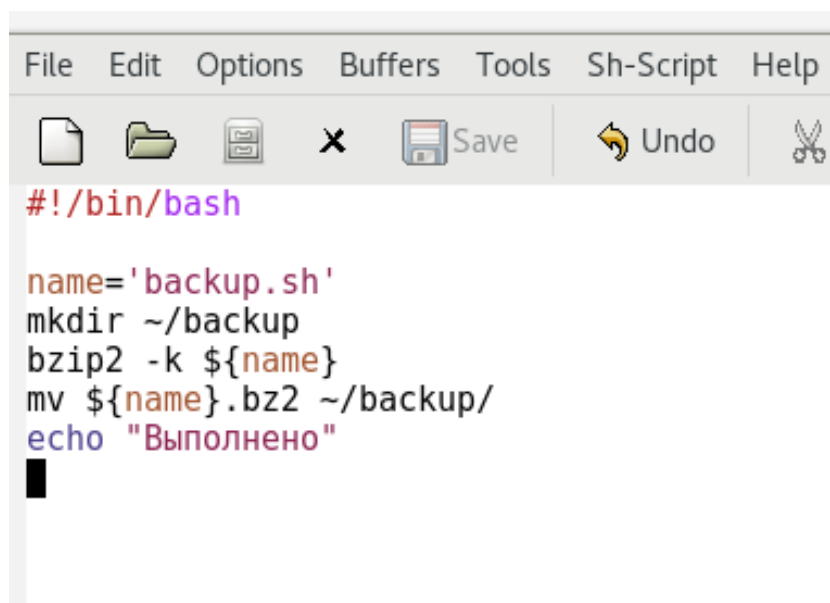 File Edit Options Buffers Tools Sh-Script Help
Save Undo
#!/bin/bash
name='backup.sh'
mkdir ~/backup
bzip2 -k ${name}
mv ${name}.bz2 ~/backup/
echo "Выполнено"